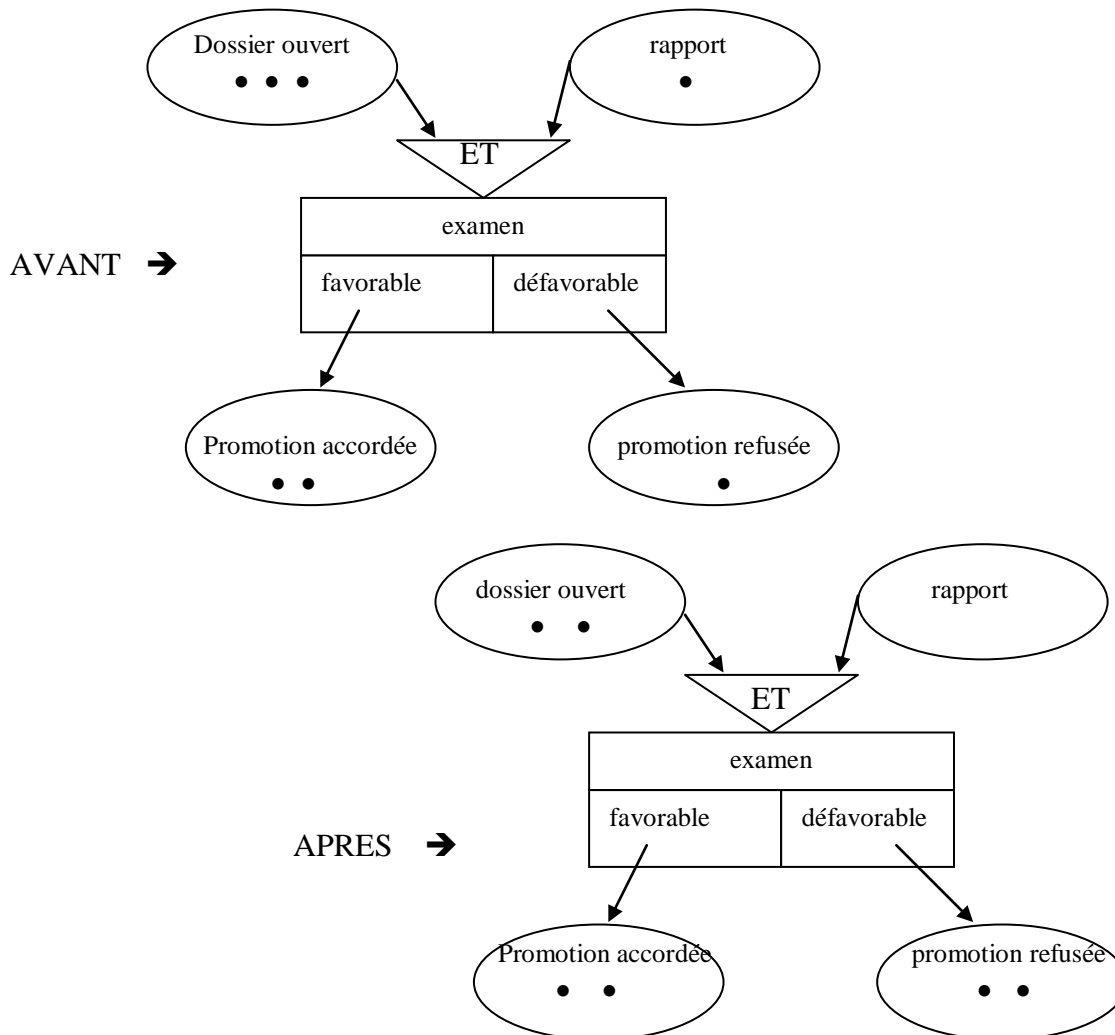 Dossier ouvert
rapport
ET
examen
AVANT ➔
favorable
défavorable
Promotion accordée
promotion refusée
dossier ouvert
rapport
ET
examen
favorable
défavorable
APRES ➔
Promotion accordée
promotion refusée